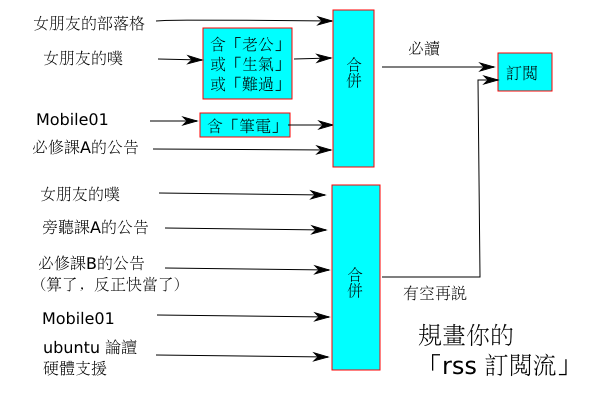 女朋友的部落格
女朋友的噗
含「老公」
或「生氣」
或「難過」
Mobile01
含「筆電」
必修課A的公告
合併
必讀
訂閱
女朋友的噗
旁聽課A的公告
必修課B的公告
（算了，反正快當了）
Mobile01
ubuntu 論壇
硬體支援
合併
有空再説
規畫你的
「rss 訂閲流」